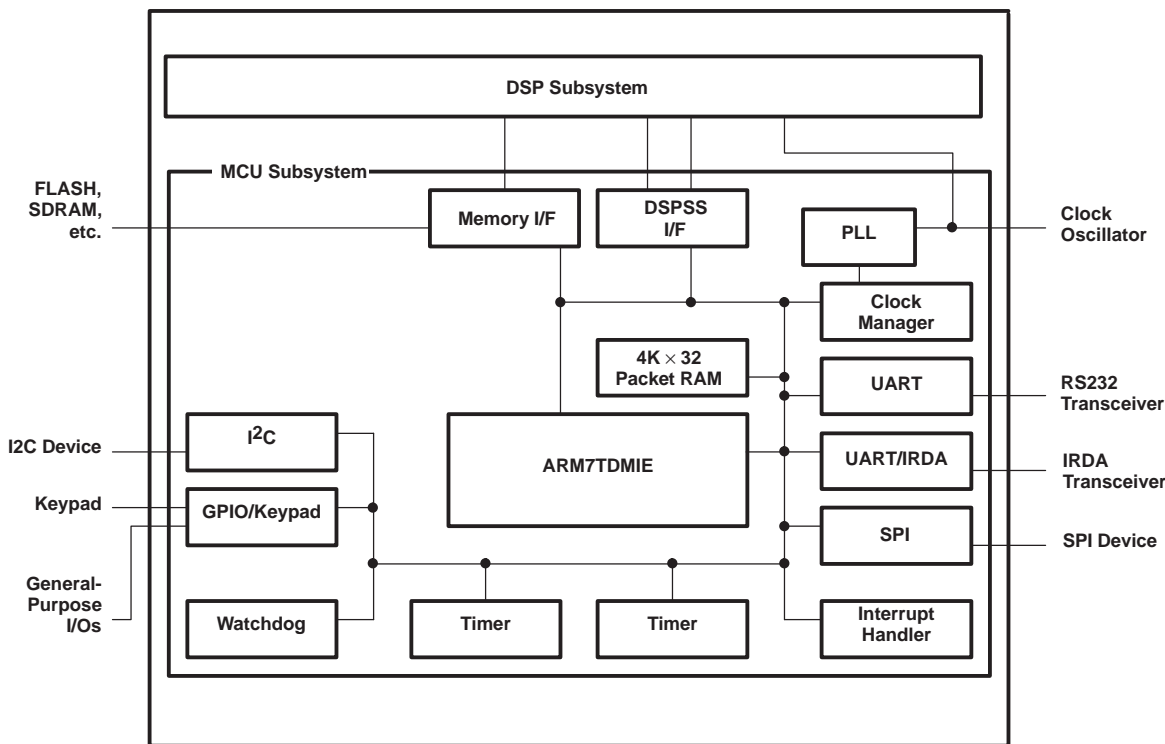 DSP Subsystem
MCU Subsystem
FLASH,
SDRAM,
etc.
Memory I/F
DSPSS
I/F
PLL
Clock
Oscillator
Clock
Manager
4K × 32
Packet RAM
UART
RS232
Transceiver
I2C Device
I²C
ARM7TDMIE
UART/IRDA
IRDA
Transceiver
Keypad
GPIO/Keypad
SPI
SPI Device
General-
Purpose
I/Os
Watchdog
Timer
Timer
Interrupt
Handler